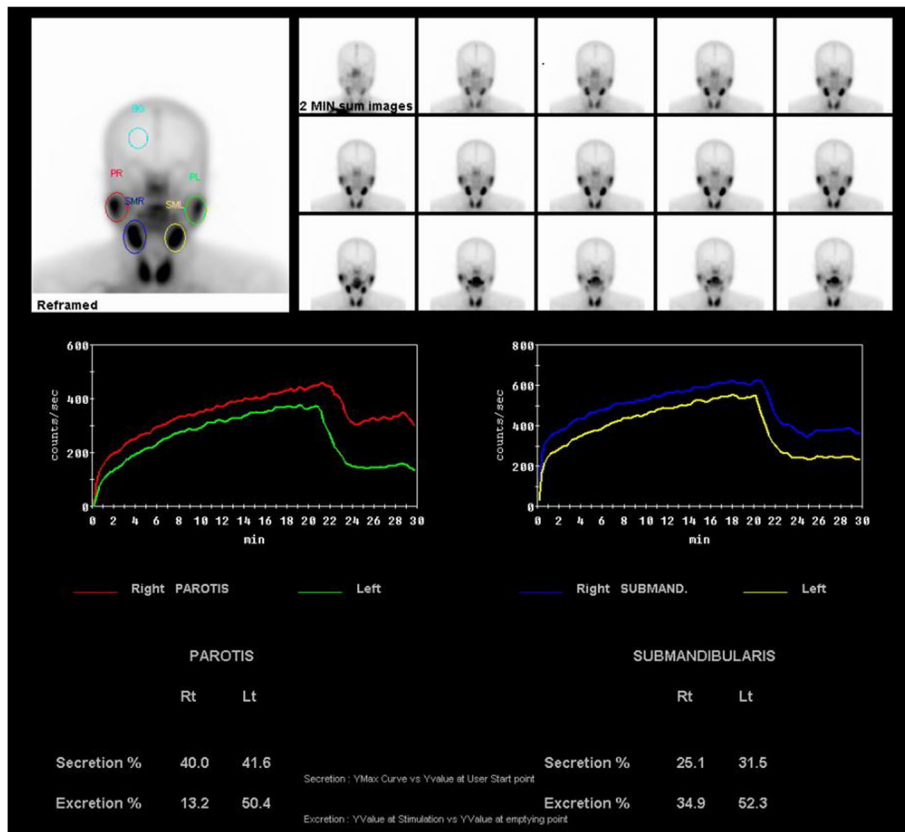 BG
2 MIN sum images
PR
PL
SMR
SML
Reframed
600
400
200
0
counts/sec
0 2 4 6 8 10 12 14 16 18 20 22 24 26 28 30
min
800
600
400
200
0
counts/sec
0 2 4 6 8 10 12 14 16 18 20 22 24 26 28 30
min
Right PAROTIS
Left
Right SUBMAND.
Left
PAROTIS
SUBMANDIBULARIS
Rt Lt
Rt Lt
Secretion % 40.0 41.6
Secretion : YMax Curve vs Yvalue at User Start point
Secretion % 25.1 31.5
Excretion % 13.2 50.4
Excretion : YValue at Stimulation vs YValue at emptying point
Excretion % 34.9 52.3